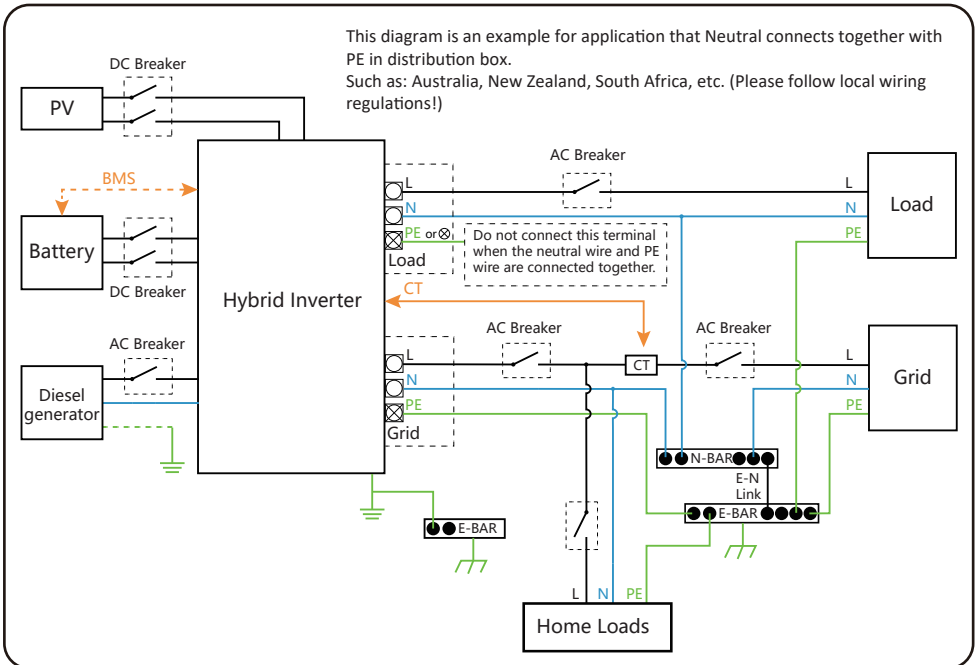 This diagram is an example for application that Neutral connects together with
PE in distribution box.
Such as: Australia, New Zealand, South Africa, etc. (Please follow local wiring
regulations!)
DC Breaker
PV
BMS
Battery
DC Breaker
AC Breaker
Diesel
generator
Hybrid Inverter
L
N
PE or⊗
Load
Do not connect this terminal
when the neutral wire and PE
wire are connected together.
AC Breaker
L
N
PE
Load
CT
AC Breaker
CT
AC Breaker
L
N
PE
Grid
L
N
PE
Grid
N-BAR
E-N
Link
E-BAR
E-BAR
L N PE
Home Loads